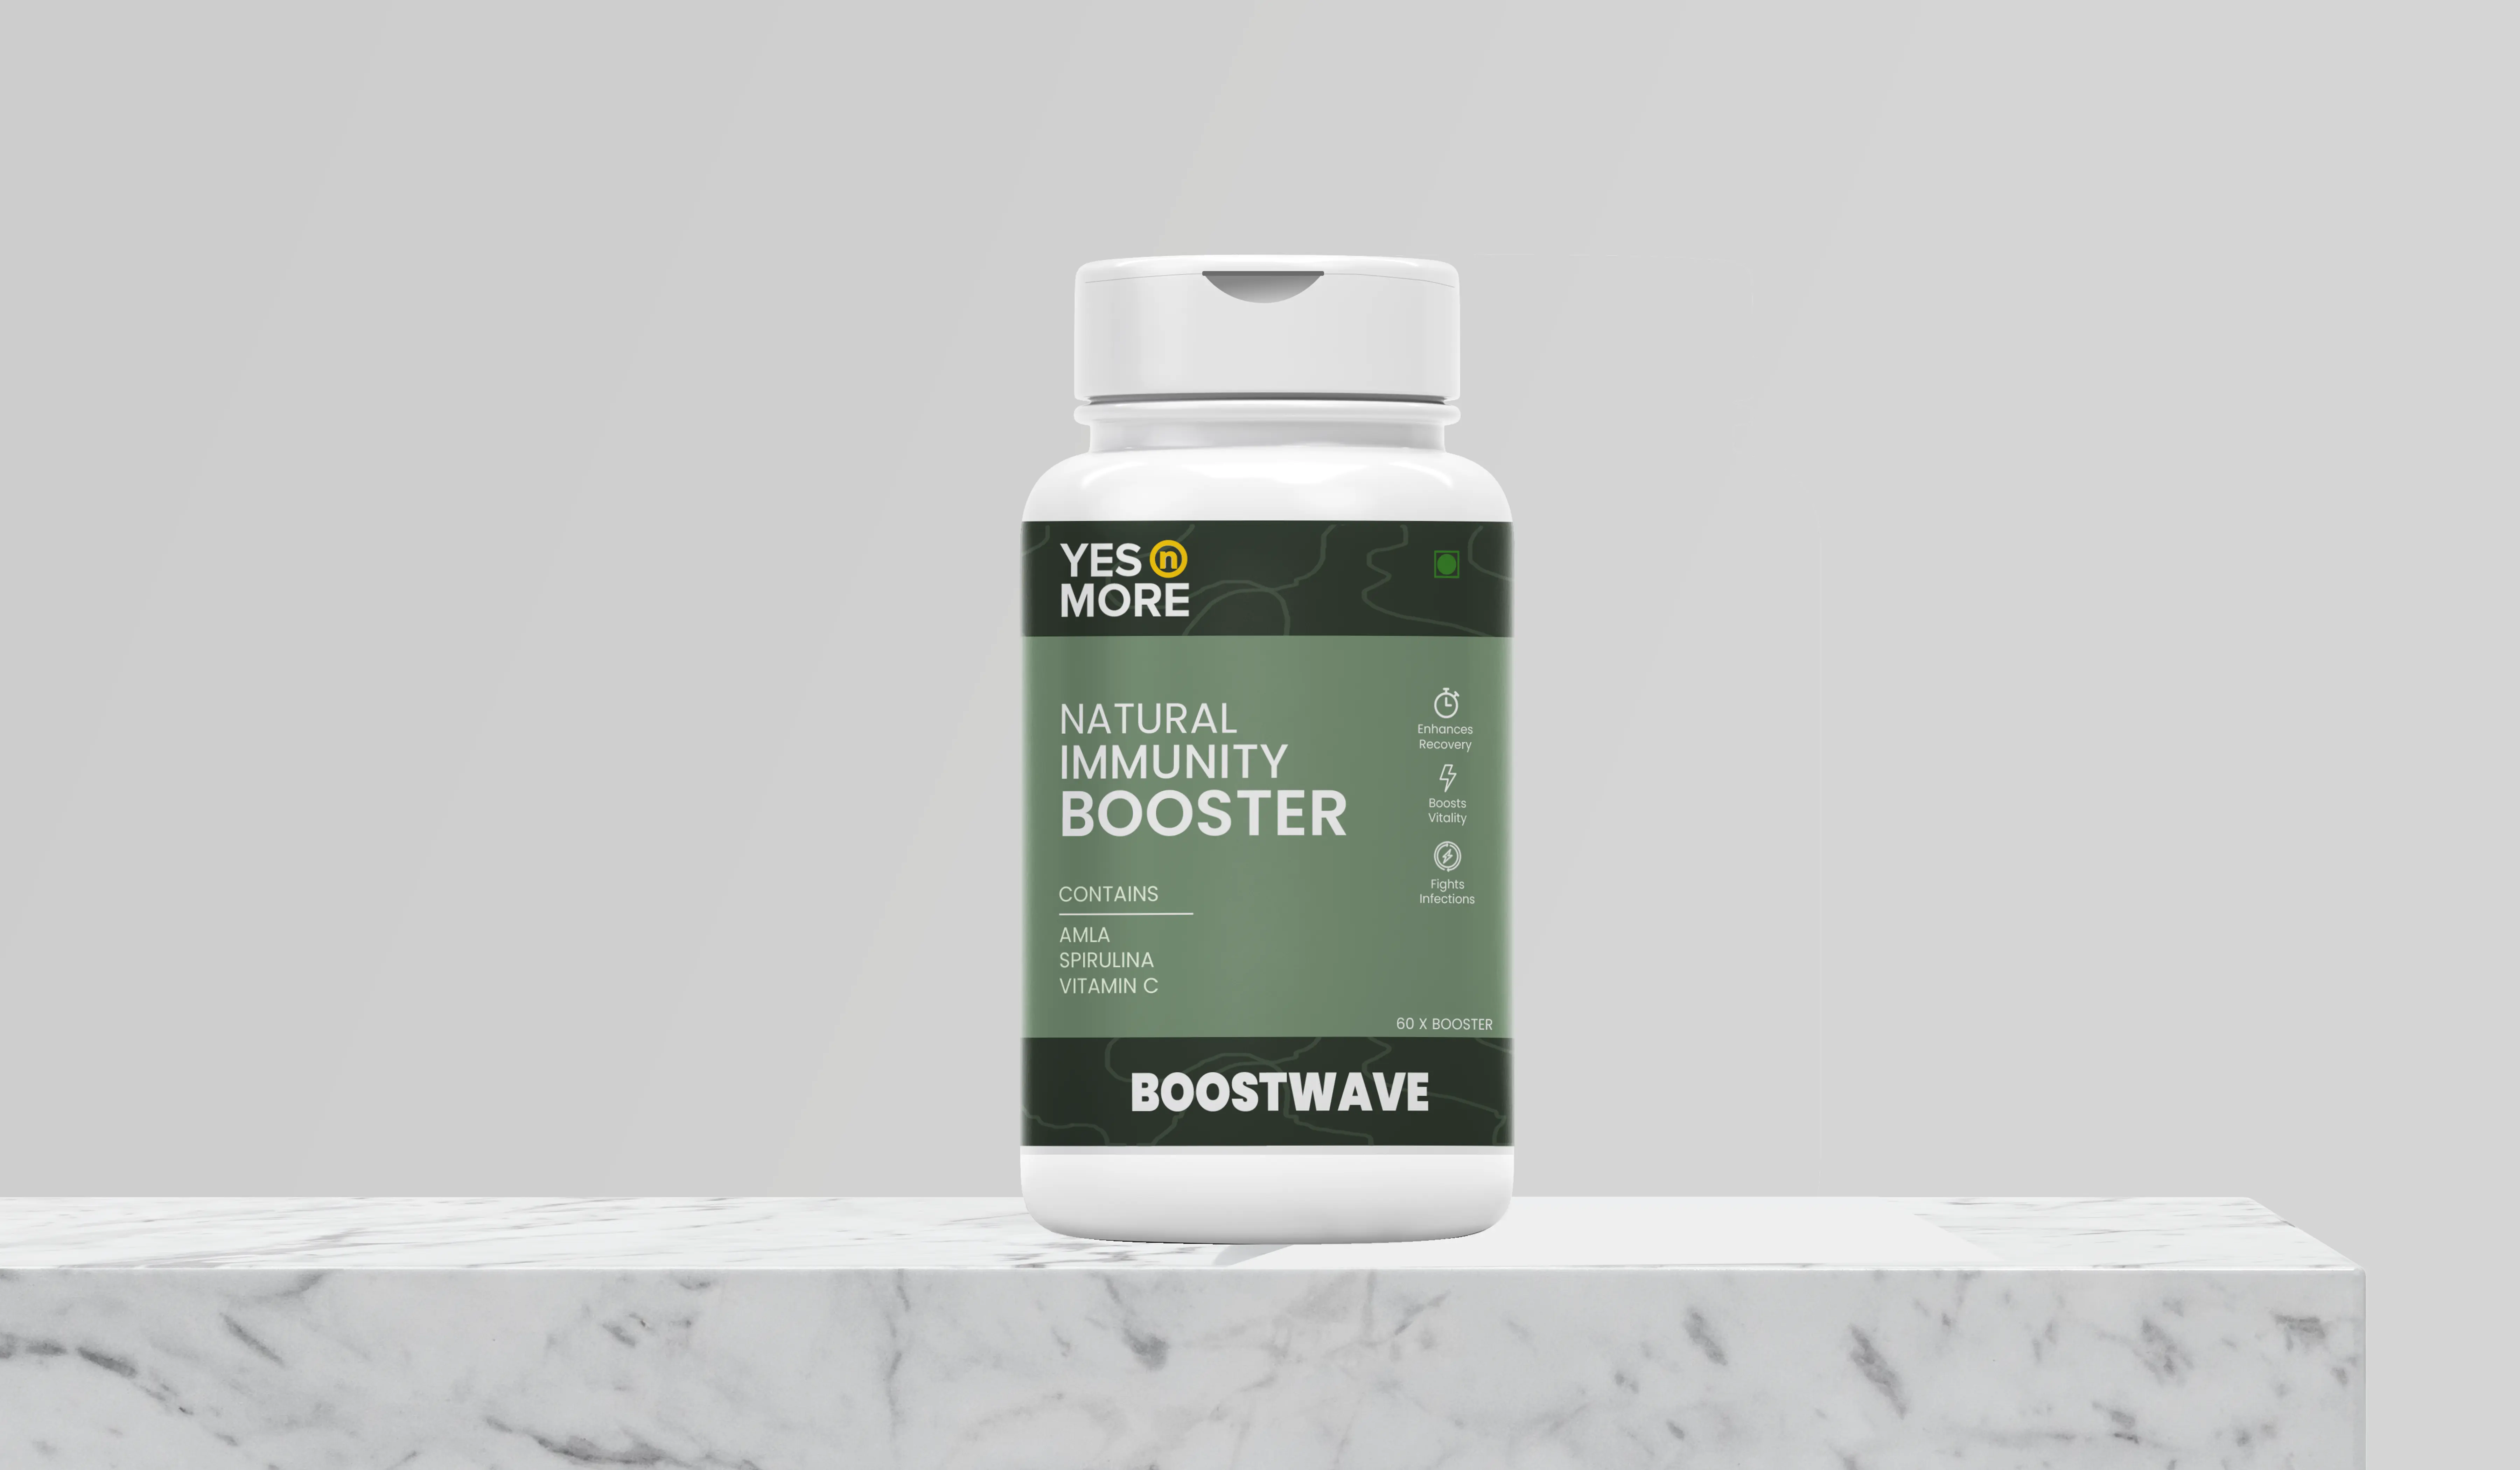 YES n
MORE
NATURAL
IMMUNITY
BOOSTER
Enhances
Recovery
Boosts
Vitality
Fights
Infections
CONTAINS
AMLA
SPIRULINA
VITAMIN C
60 X BOOSTER
BOOSTWAVE